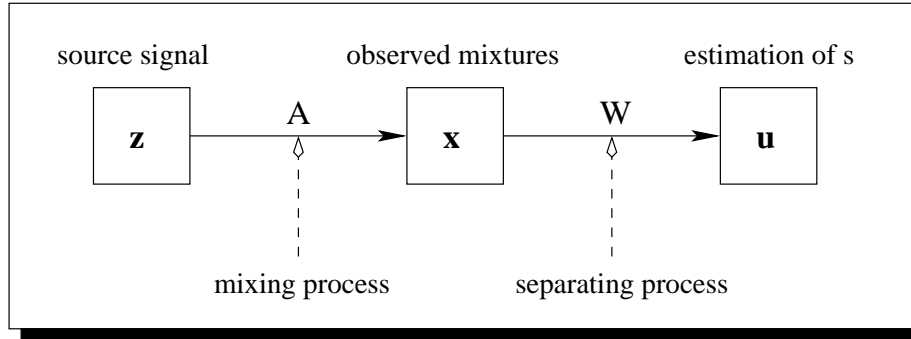 source signal observed mixtures estimation of s
A W
z x u
mixing process separating process